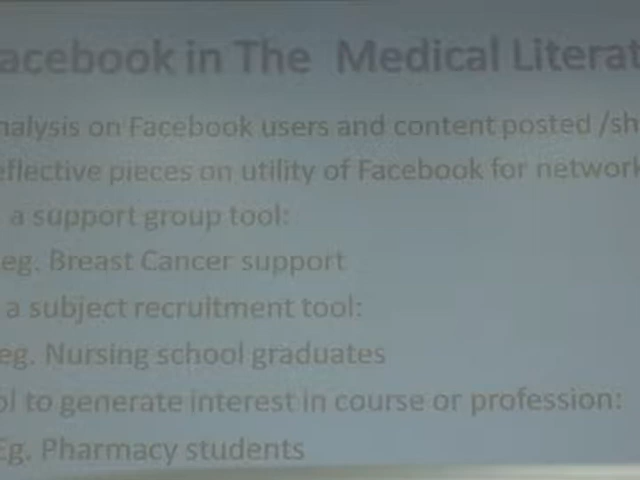 acebook in The Medical Literat
nalysis on Facebook users and content posted /sh
eflective pieces on utility of Facebook for network
a support group tool:
eg. Breast Cancer support
a subject recruitment tool:
eg. Nursing school graduates
ol to generate interest in course or profession:
Eg. Pharmacy students